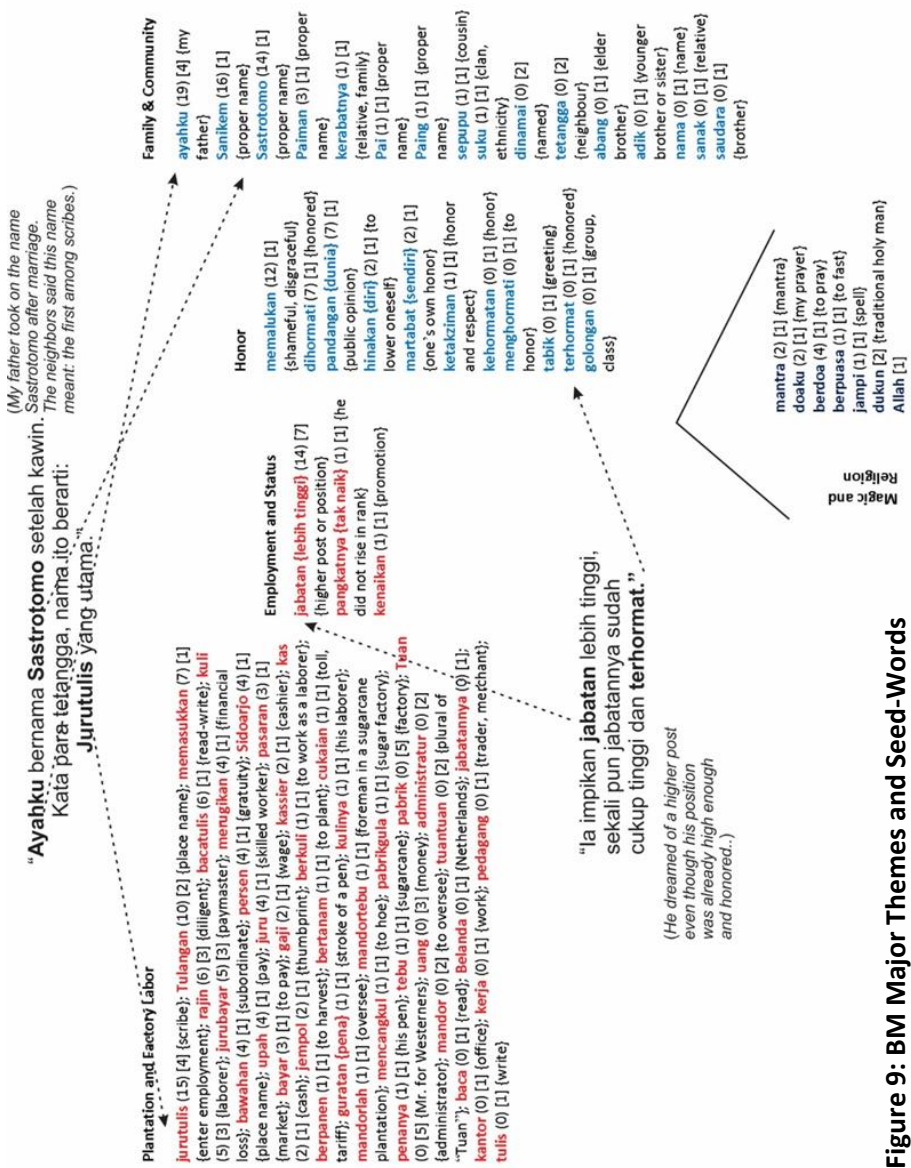 “Ayahku bernama Sastrotomo setelah kawin.
Kata para tetangga, nama ito berarti:
Jurutulis yang utama.”
(My father took on the name
Sastrotomo after marriage.
The neighbors said this name
meant: the first among scribes.)
Plantation and Factory Labor
jurutulis (15) [4] {scribe}; Tulangan (10) [2] {place name}; memasukkan (7) [1]
{enter employment}; rajin (6) [3] {diligent}; bacatulis (6) [1] {read-write}; kuli
(5) [3] {laborer}; jurubayar (5) [3] {paymaster}; merugikan (4) [1] {financial
loss}; bawahan (4) [1] {subordinate}; persen (4) [1] {gratuity}; Sidoarjo (4) [1]
{place name}; upah (4) [1] {pay}; juru (4) [1] {skilled worker}; pasaran (3) [1]
{market}; bayar (3) [1] {to pay}; gaji (2) [1] {wage}; kassier (2) [1] {cashier}; kas
(2) [1] {cash}; jempol (2) [1] {thumbprint}; berkuli (1) [1] {to work as a laborer};
berpanen (1) [1] {to harvest}; bertanam (1) [1] {to plant}; cukaian (1) [1] {toll,
tariff}; guratan {pena} (1) [1] {stroke of a pen}; kulinya (1) [1] {his laborer};
mandorlah (1) [1] {oversee}; mandortebu (1) [1] {foreman in a sugarcane
plantation}; mencangkul (1) [1] {to hoe}; pabrikgula (1) [1] {sugar factory};
penanya (1) [1] {his pen}; tebu (1) [1] {sugarcane}; pabrik (0) [5] {factory}; Tuan
(0) [5] {Mr. for Westerners}; uang (0) [3] {money}; administratur (0) [2]
{administrator}; mandor (0) [2] {to oversee}; tuantuan (0) [2] {plural of
“Tuan”}; baca (0) [1] {read}; Belanda (0) [1] {Netherlands}; jabatannya (0) [1];
kantor (0) [1] {office}; kerja (0) [1] {work}; pedagang (0) [1] {trader, merchant};
tulis (0) [1] {write}
Employment and Status
jabatan {lebih tinggi} (14) [7]
{higher post or position}
pangkatnya {tak naik} (1) [1] {he
did not rise in rank}
kenaikan (1) [1] {promotion}
Honor
memalukan (12) [1]
{shameful, disgraceful}
dihormati (7) [1] {honored}
pandangan {dunia} (7) [1]
{public opinion}
hinakan {diri} (2) [1] {to
lower oneself}
martabat {sendiri} (2) [1]
{one's own honor}
ketakziman (1) [1] {honor
and respect}
kehormatan (0) [1] {honor}
menghormati (0) [1] {to
honor}
tabik (0) [1] {greeting}
terhormat (0) [1] {honored}
golongan (0) [1] {group,
class}
Family & Community
ayahku (19) [4] {my
father}
Sanikem (16) [1]
{proper name}
Sastrotomo (14) [1]
{proper name}
Paiman (3) [1] {proper
name}
kerabatnya (1) [1]
{relative, family}
Pai (1) [1] {proper
name}
Paing (1) [1] {proper
name}
sepupu (1) [1] {cousin}
suku (1) [1] {clan,
ethnicity}
dinamai (0) [2]
{named}
tetangga (0) [2]
{neighbour}
abang (0) [1] {elder
brother}
adik (0) [1] {younger
brother or sister}
nama (0) [1] {name}
sanak (0) [1] {relative}
saudara (0) [1]
{brother}
“Ia impikan jabatan lebih tinggi,
sekali pun jabatannya sudah
cukup tinggi dan terhormat.”
(He dreamed of a higher post
even though his position
was already high enough
and honored..)
Magic and
Religion
mantra (2) [1] {mantra}
doaku (2) [1] {my prayer}
berdoa (4) [1] {to pray}
berpuasa (1) [1] {to fast}
jampi (1) [1] {spell}
dukun [2] {traditional holy man}
Allah [1]
Figure 9: BM Major Themes and Seed-Words